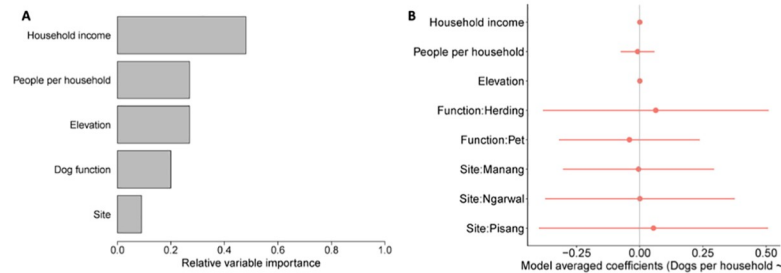 A
Household income
People per household
Elevation
Dog function
Site
0.0 0.2 0.4 0.6 0.8 1.0
Relative variable importance
B
Household income
People per household
Elevation
Function:Herding
Function:Pet
Site:Manang
Site:Ngarwal
Site:Pisang
−0.25 0.00 0.25 0.50
Model averaged coefficients (Dogs per household ~